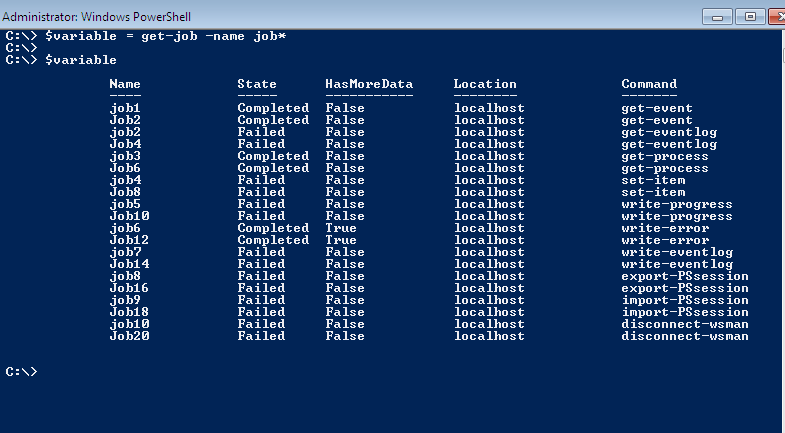 Administrator: Windows PowerShell
C:\> $variable = get-job -name job*
C:\>
C:\> $variable
Name State HasMoreData Location Command
---- ----- ----------- -------- -------
job1 Completed False localhost get-event
Job2 Completed False localhost get-event
job2 Failed False localhost get-eventlog
Job4 Failed False localhost get-eventlog
job3 Completed False localhost get-process
Job6 Completed False localhost get-process
job4 Failed False localhost set-item
Job8 Failed False localhost set-item
job5 Failed False localhost write-progress
Job10 Failed False localhost write-progress
job6 Completed True localhost write-error
Job12 Completed True localhost write-error
job7 Failed False localhost write-eventlog
Job14 Failed False localhost write-eventlog
job8 Failed False localhost export-PSsession
Job16 Failed False localhost export-PSsession
job9 Failed False localhost import-PSsession
Job18 Failed False localhost import-PSsession
job10 Failed False localhost disconnect-wsman
Job20 Failed False localhost disconnect-wsman
C:\>